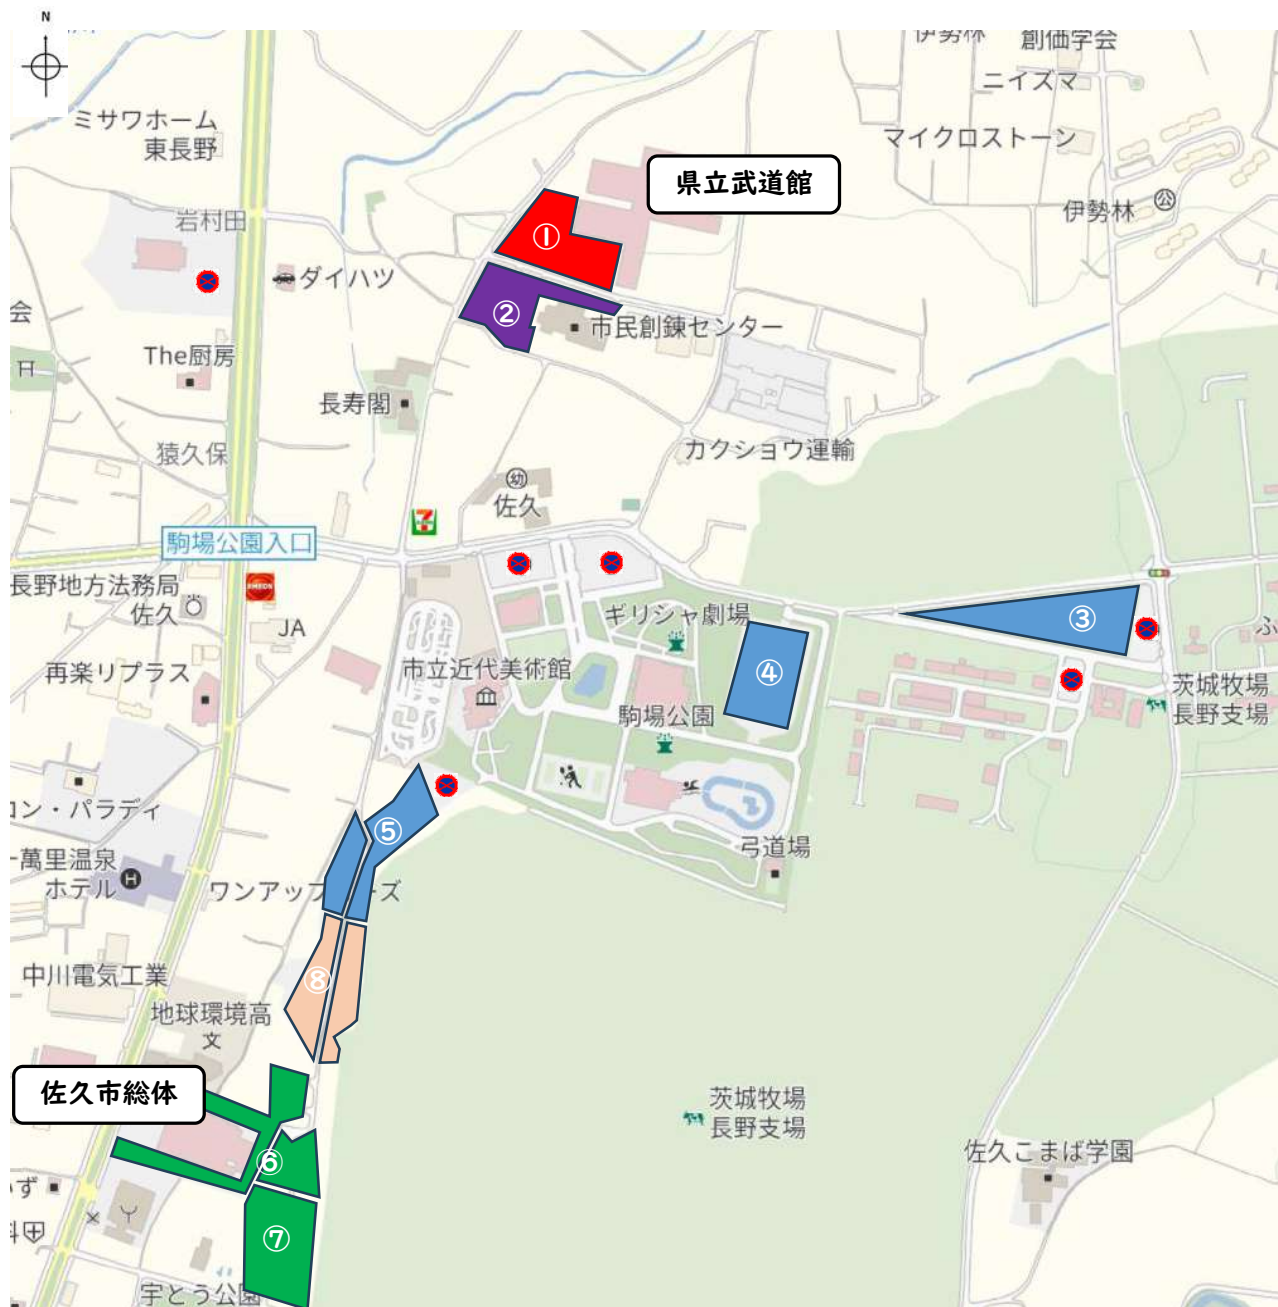 N
伊勢林
創価学会
ニイズマ
ミサワホーム
東長野
マイクロストーン
県立武道館
岩村田
伊勢林
公
①
ダイハツ
会
②
市民創錬センター
The厨房
長寿閣
猿久保
カクショウ運輸
幼
佐久
駒場公園入口
長野地方法務局
佐久
JA
ギリシャ劇場
③
ふ
再楽リプラス
市立近代美術館
④
茨城牧場
長野支場
駒場公園
コン・パラディ
⑤
弓道場
一萬里温泉
ホテル
H
ワンアップ
ーズ
中川電気工業
⑧
地球環境高
文
佐久市総体
茨城牧場
長野支場
⑥
佐久こまば学園
ず
⑦
宇とう公園